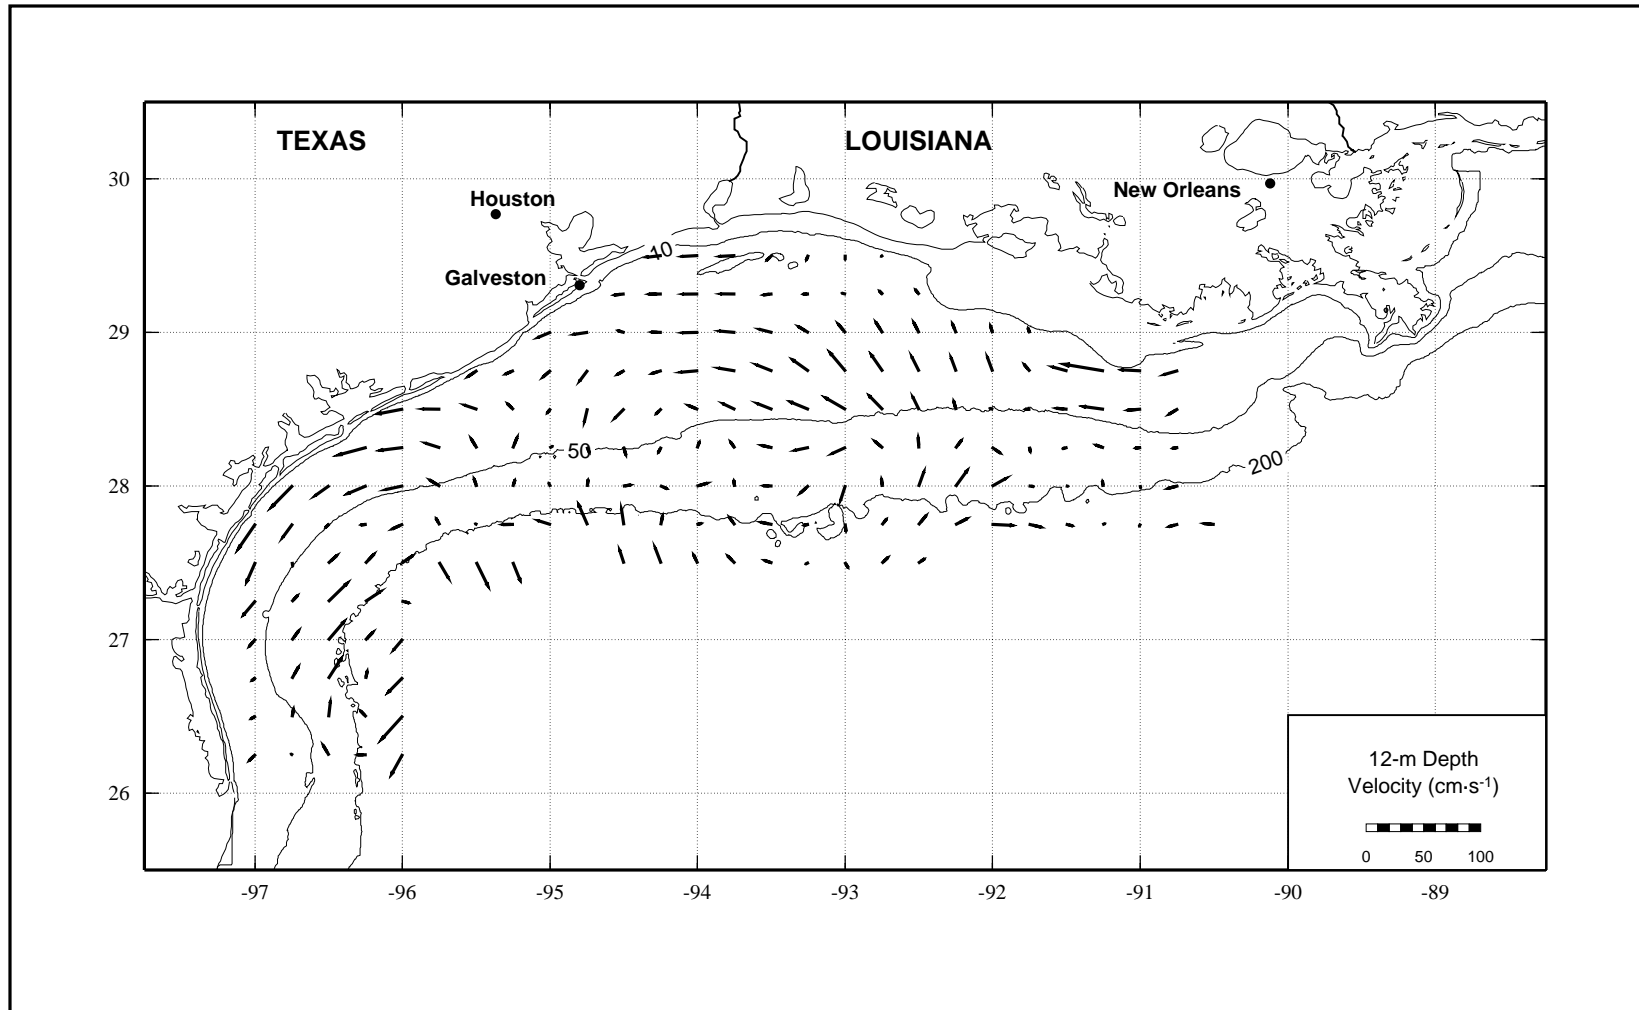 TEXAS
LOUISIANA
30
New Orleans
Houston
10
Galveston
29
50
200
28
27
26
12-m Depth
Velocity (cm·s-1)
0 50 100
-97 -96 -95 -94 -93 -92 -91 -90 -89